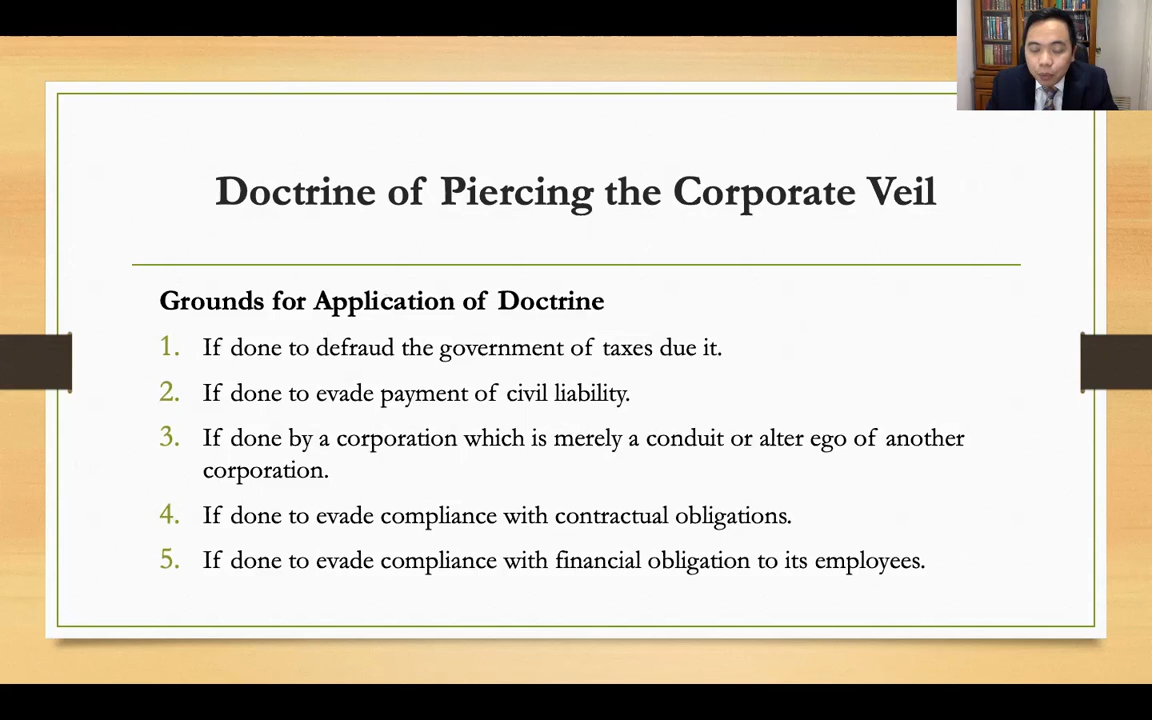 Doctrine of Piercing the Corporate Veil
Grounds for Application of Doctrine
1. If done to defraud the government of taxes due it.
2. If done to evade payment of civil liability.
3. If done by a corporation which is merely a conduit or alter ego of another
corporation.
4. If done to evade compliance with contractual obligations.
5. If done to evade compliance with financial obligation to its employees.